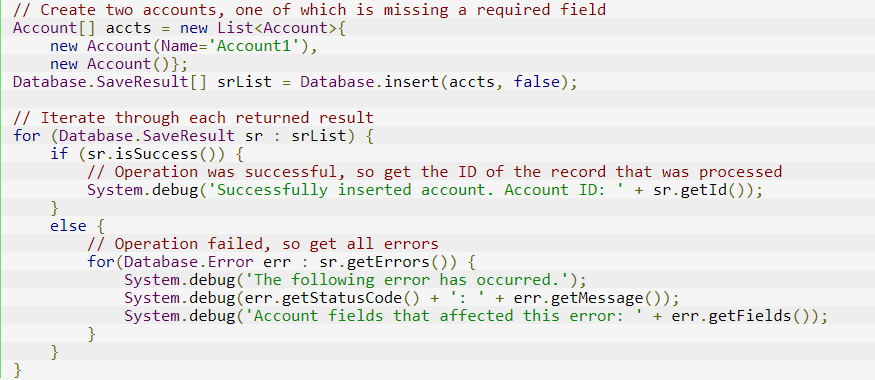 // Create two accounts, one of which is missing a required field
Account[] accts = new List<Account>{
    new Account(Name='Account1'),
    new Account()};
Database.SaveResult[] srList = Database.insert(accts, false);

// Iterate through each returned result
for (Database.SaveResult sr : srList) {
    if (sr.isSuccess()) {
        // Operation was successful, so get the ID of the record that was processed
        System.debug('Successfully inserted account. Account ID: ' + sr.getId());
    }
    else {
        // Operation failed, so get all errors
        for(Database.Error err : sr.getErrors()) {
            System.debug('The following error has occurred.');
            System.debug(err.getStatusCode() + ': ' + err.getMessage());
            System.debug('Account fields that affected this error: ' + err.getFields());
        }
    }
}